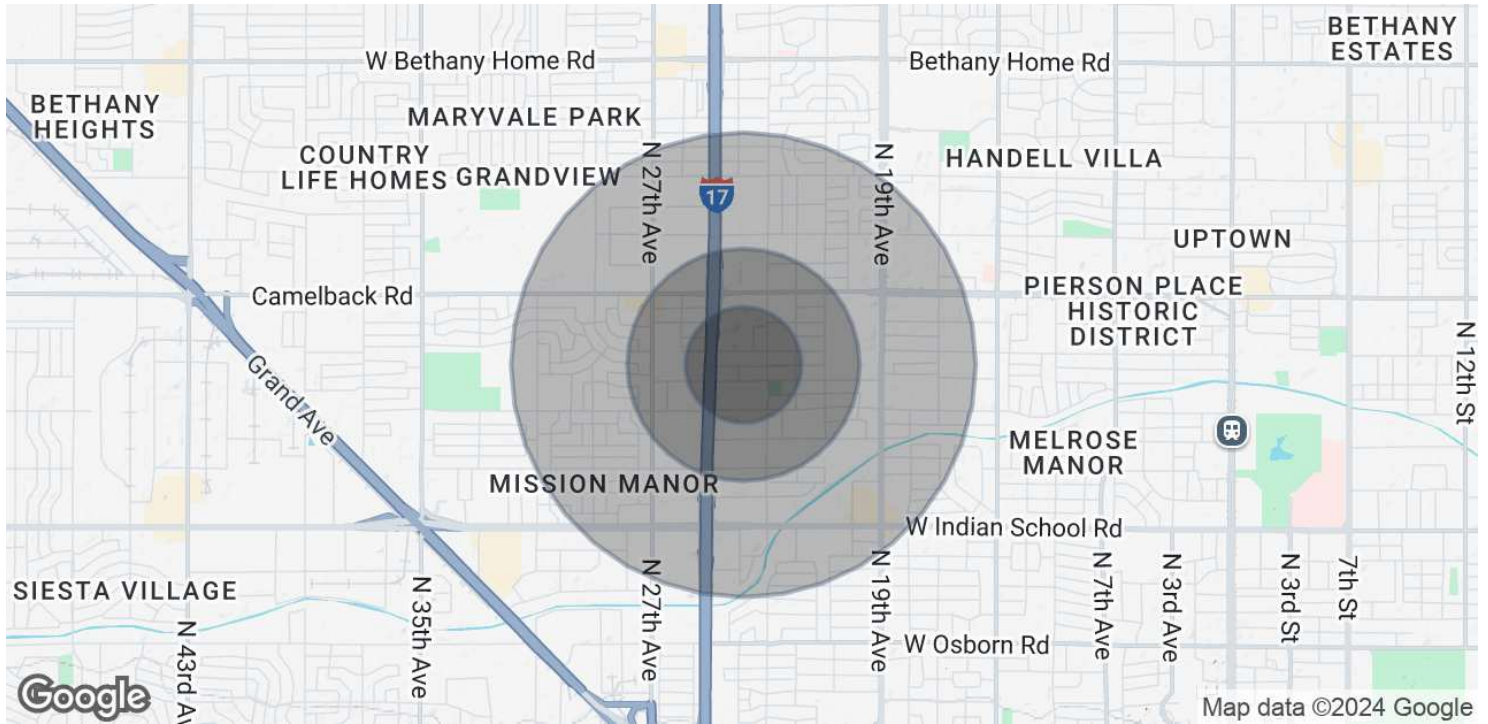 BETHANY
ESTATES
W Bethany Home Rd
Bethany Home Rd
BETHANY
HEIGHTS
MARYVALE PARK
COUNTRY
LIFE HOMES
GRANDVIEW
N 27th Ave
17
N 19th Ave
HANDELL VILLA
UPTOWN
Camelback Rd
PIERSON PLACE
HISTORIC
DISTRICT
N 12th St
Grand Ave
MELROSE
MANOR
MISSION MANOR
W Indian School Rd
SIESTA VILLAGE
N 43rd Av
N 35th Ave
N 27th Ave
N 19th Ave
N 7th Ave
N 3rd Ave
N 3rd St
7th St
W Osborn Rd
Google
Map data ©2024 Google